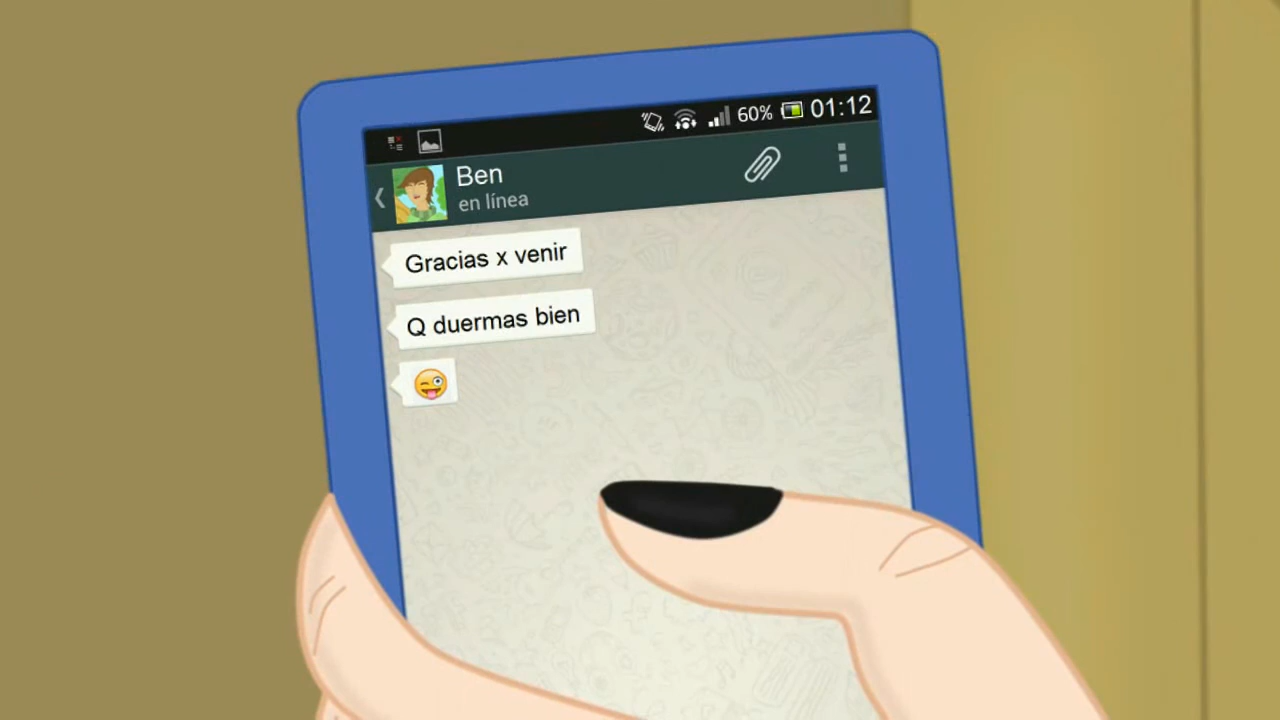 60% 01:12
Ben
en línea
Gracias x venir
Q duermas bien
😜